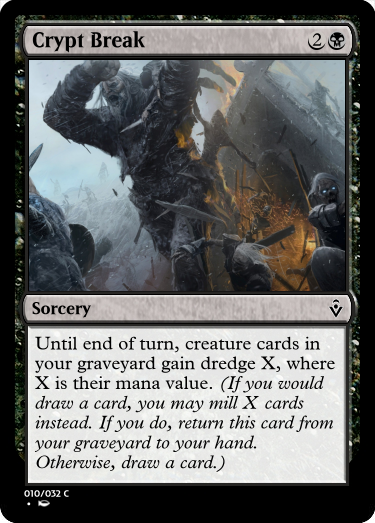 Crypt Break 2
Sorcery
Until end of turn, creature cards in
your graveyard gain dredge X, where
X is their mana value. (If you would
draw a card, you may mill X cards
instead. If you do, return this card from
your graveyard to your hand.
Otherwise, draw a card.)
010/032 C